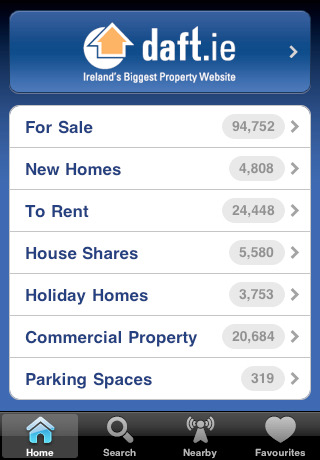 daft.ie
Ireland's Biggest Property Website
For Sale 94,752
New Homes 4,808
To Rent 24,448
House Shares 5,580
Holiday Homes 3,753
Commercial Property 20,684
Parking Spaces 319
Home Search Nearby Favourites